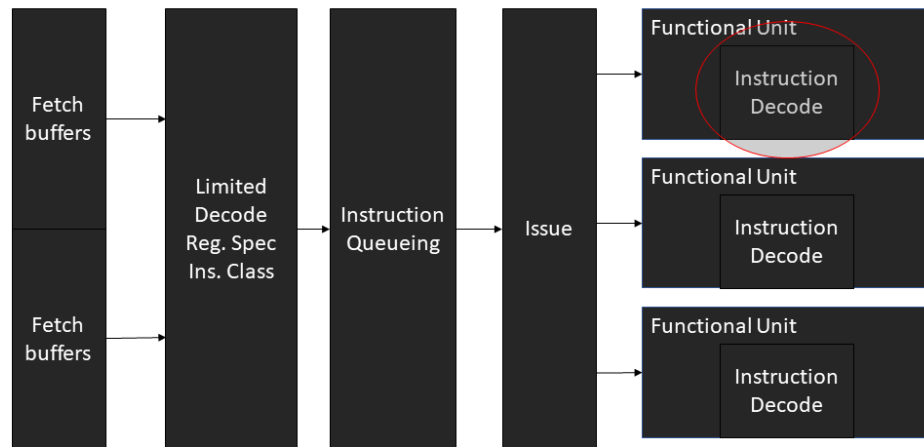 Fetch
buffers
Fetch
buffers
Limited
Decode
Reg. Spec
Ins. Class
Instruction
Queueing
Issue
Functional Unit
Instruction
Decode
Functional Unit
Instruction
Decode
Functional Unit
Instruction
Decode